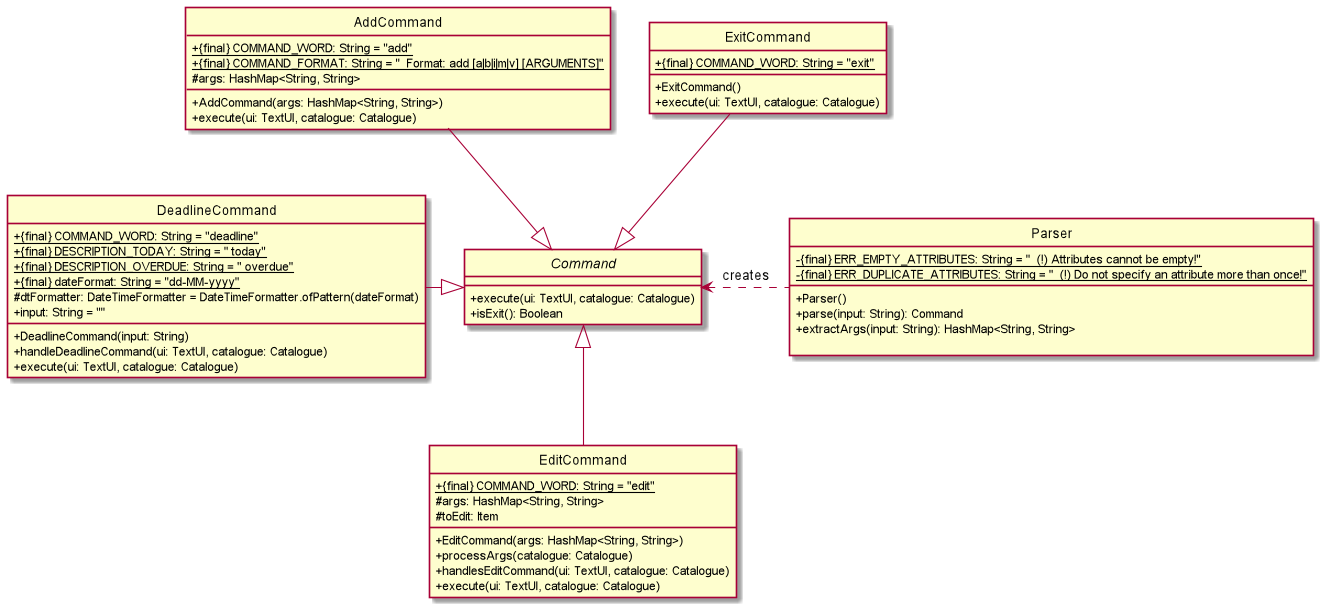 AddCommand
+{final} COMMAND_WORD: String = "add"
+{final} COMMAND_FORMAT: String = "  Format: add [a|b|i|m|v] [ARGUMENTS]"
#args: HashMap<String, String>
+AddCommand(args: HashMap<String, String>)
+execute(ui: TextUI, catalogue: Catalogue)
ExitCommand
+{final} COMMAND_WORD: String = "exit"
+ExitCommand()
+execute(ui: TextUI, catalogue: Catalogue)
DeadlineCommand
+{final} COMMAND_WORD: String = "deadline"
+{final} DESCRIPTION_TODAY: String = " today"
+{final} DESCRIPTION_OVERDUE: String = " overdue"
+{final} dateFormat: String = "dd-MM-yyyy"
#dtFormatter: DateTimeFormatter = DateTimeFormatter.ofPattern(dateFormat)
+input: String = ""
+DeadlineCommand(input: String)
+handleDeadlineCommand(ui: TextUI, catalogue: Catalogue)
+execute(ui: TextUI, catalogue: Catalogue)
Command
+execute(ui: TextUI, catalogue: Catalogue)
+isExit(): Boolean
creates
Parser
-{final} ERR_EMPTY_ATTRIBUTES: String = "  (!) Attributes cannot be empty!"
-{final} ERR_DUPLICATE_ATTRIBUTES: String = "  (!) Do not specify an attribute more than once!"
+Parser()
+parse(input: String): Command
+extractArgs(input: String): HashMap<String, String>
EditCommand
+{final} COMMAND_WORD: String = "edit"
#args: HashMap<String, String>
#toEdit: Item
+EditCommand(args: HashMap<String, String>)
+processArgs(catalogue: Catalogue)
+handlesEditCommand(ui: TextUI, catalogue: Catalogue)
+execute(ui: TextUI, catalogue: Catalogue)